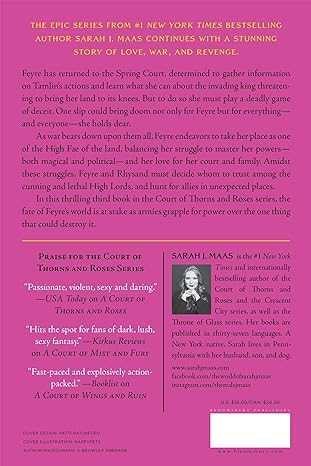 THE EPIC SERIES FROM #1 NEW YORK TIMES BESTSELLING
AUTHOR SARAH J. MAAS CONTINUES WITH A STUNNING
STORY OF LOVE, WAR, AND REVENGE.
Feyre has returned to the Spring Court, determined to gather information
on Tamlin's actions and learn what she can about the invading king threaten-
ing to bring her land to its knees. But to do so she must play a deadly game
of deceit. One slip could bring doom not only for Feyre but for everything—
and everyone—she holds dear.
As war bears down upon them all, Feyre endeavors to take her place as one
of the High Fae of the land, balancing her struggle to master her powers—
both magical and political—and her love for her court and family. Amidst
these struggles, Feyre and Rhysand must decide whom to trust among the
cunning and lethal High Lords, and hunt for allies in unexpected places.
In this thrilling third book in the Court of Thorns and Roses series, the
fate of Feyre's world is at stake as armies grapple for power over the one thing
that could destroy it.
PRAISE FOR THE COURT OF
THORNS AND ROSES SERIES
"Passionate, violent, sexy and daring."
—USA Today on A COURT OF
THORNS AND ROSES
"Hits the spot for fans of dark, lush,
sexy fantasy." —Kirkus Reviews
on A COURT OF MIST AND FURY
"Fast-paced and explosively action-
packed." —Booklist on
A COURT OF WINGS AND RUIN
SARAH J. MAAS is the #1 New York
Times and internationally
bestselling author of the
Court of Thorns and
Roses and the Crescent
City series, as well as the
Throne of Glass series. Her books
are published in thirty-seven languages. A
New York native, Sarah lives in Penn-
sylvania with her husband, son, and dog.
www.sarahjmaas.com
facebook.com/theworldofsarahjmaas
instagram.com/therealsjmaas
U.S. $19.00/CAN $24.50
BLOOMSBURY PUBLISHING
COVER DESIGN: PATTI RATCHFORD
COVER ILLUSTRATION: HAPPYPETS
AUTHOR PHOTOGRAPH: © BEOWULF SHEEHAN
www.bloomsbury.com